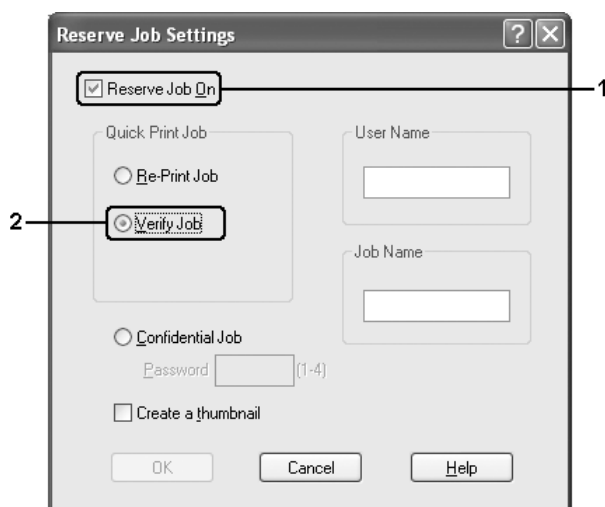 Reserve Job Settings
Reserve Job On
1
Quick Print Job
User Name
Re-Print Job
2
Verify Job
Job Name
Confidential Job
Password
(1-4)
Create a thumbnail
OK
Cancel
Help